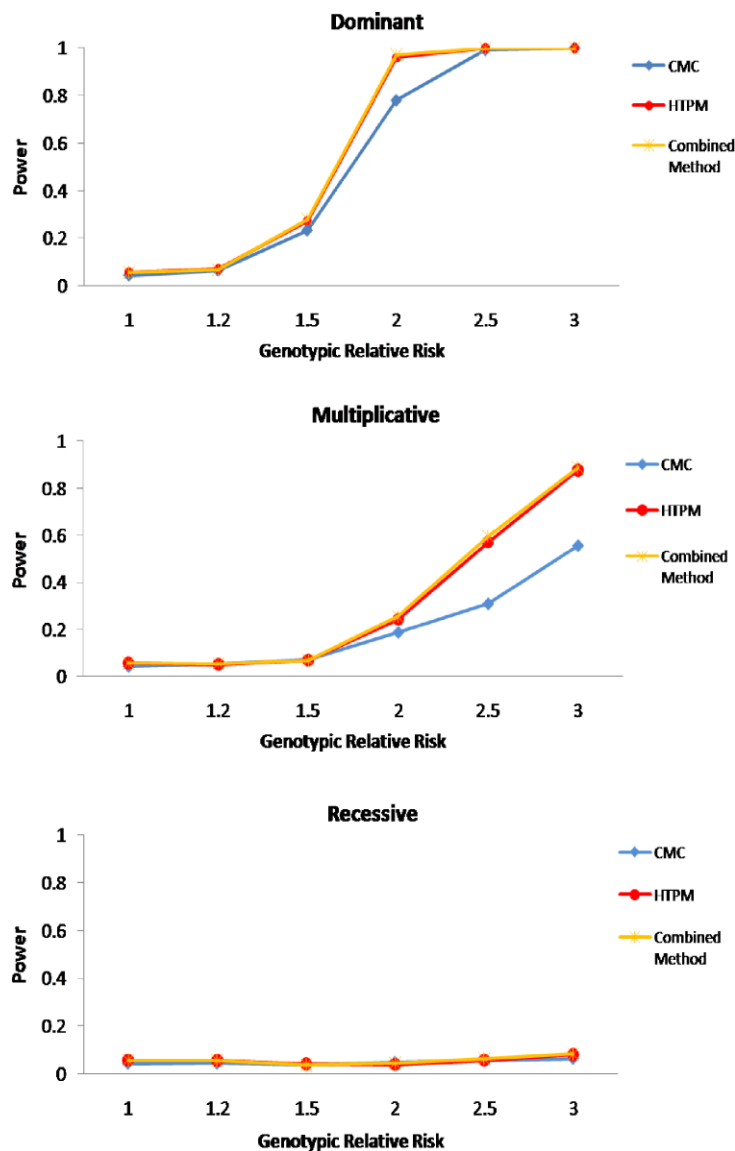 Dominant
1
0.8
0.6
0.4
0.2
0
Power
1 1.2 1.5 2 2.5 3
Genotypic Relative Risk
CMC
HTPM
Combined
Method
Multiplicative
1
0.8
0.6
0.4
0.2
0
Power
1 1.2 1.5 2 2.5 3
Genotypic Relative Risk
CMC
HTPM
Combined
Method
Recessive
1
0.8
0.6
0.4
0.2
0
Power
1 1.2 1.5 2 2.5 3
Genotypic Relative Risk
CMC
HTPM
Combined
Method